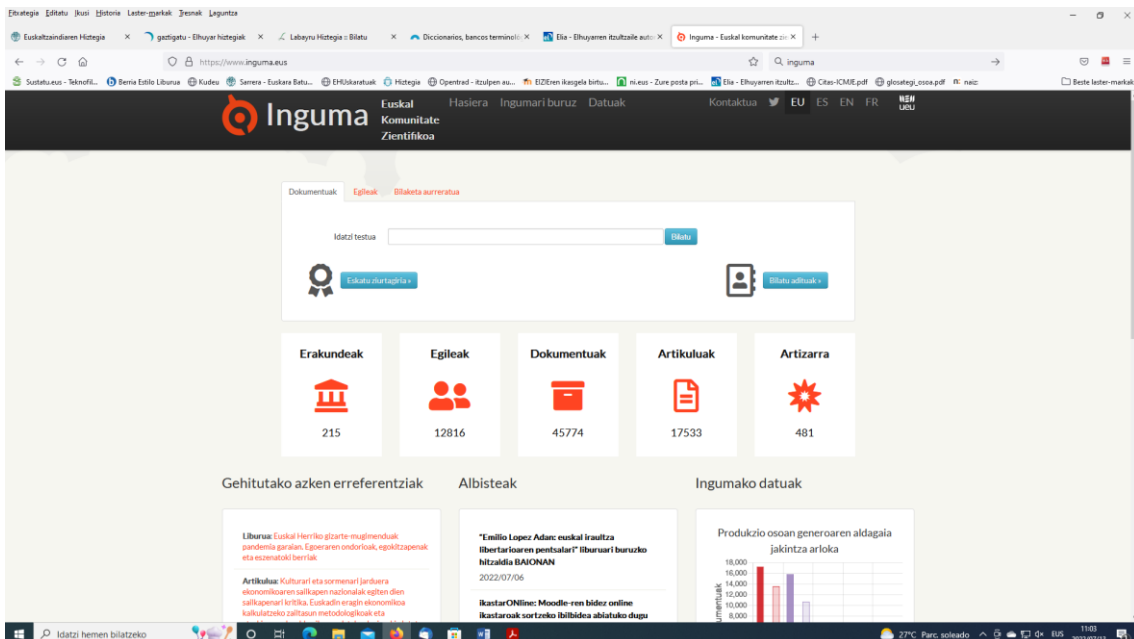 Fitxategia Editatu Ikusi Historia Laster-markak Tresnak Laguntza
Euskaltzaindiaren Hiztegia
gaztigatu - Elhuyar hiztegiak
Labayru Hiztegia :: Bilatu
Diccionarios, bancos terminoló
Elia - Elhuyarren itzultzaile auto
Inguma - Euskal komunitate zie
https://www.inguma.eus
inguma
Sustatu.eus - Teknofil...
Berria Estilo Liburua
Kudeu
Sarrera - Euskara Batu...
EHUskaratuak
Hiztegia
Opentrad - itzulpen au...
EIZIEren ikasgela birtu...
ni.eus - Zure posta pri...
Elia - Elhuyarren itzultz...
Citas-ICMJE.pdf
glosategi_osoa.pdf
naiz:
Beste laster-markak
Inguma
Euskal
Komunitate
Zientifikoa
Hasiera Ingumari buruz Datuak
Kontaktua EU ES EN FR
UEU
Dokumentuak Egileak Bilaketa aurreratua
Idatzi testua
Bilatu
Eskatu ziurtagiria »
Bilatu adituak »
Erakundeak Egileak Dokumentuak Artikuluak Artizarra
215 12816 45774 17533 481
Gehitutako azken erreferentziak
Liburua: Euskal Herriko gizarte-mugimenduak
pandemia garaian. Egoeraren ondorioak, egokitzapenak
eta eszenatoki berriak
Artikulua: Kulturari eta sormenari jarduera
ekonomikoaren sailkapen nazionalak egiten dien
sailkapenari kritika. Euskadin eragin ekonomikoa
kalkulatzeko zailtasun metodologikoak eta
Albisteak
"Emilio Lopez Adan: euskal iraultza
libertarioaren pentsalari" liburuari buruzko
hitzaldia BAIONAN
2022/07/06
ikastarONline: Moodle-ren bidez online
ikastaroak sortzeko ibilbidea abiatuko dugu
Ingumako datuak
Produkzio osoan generoaren aldagaia
jakintza arloka
18,000
16,000
14,000
12,000
10,000
8,000
Idatzi hemen bilatzeko
27°C Parc. soleado
EUS
11:03